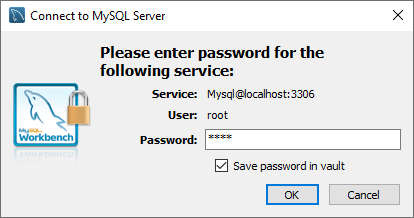 Connect to MySQL Server
Please enter password for the
following service:
Service: Mysql@localhost:3306
User: root
Password: ****
Save password in vault
MySQL
Workbench
OK Cancel